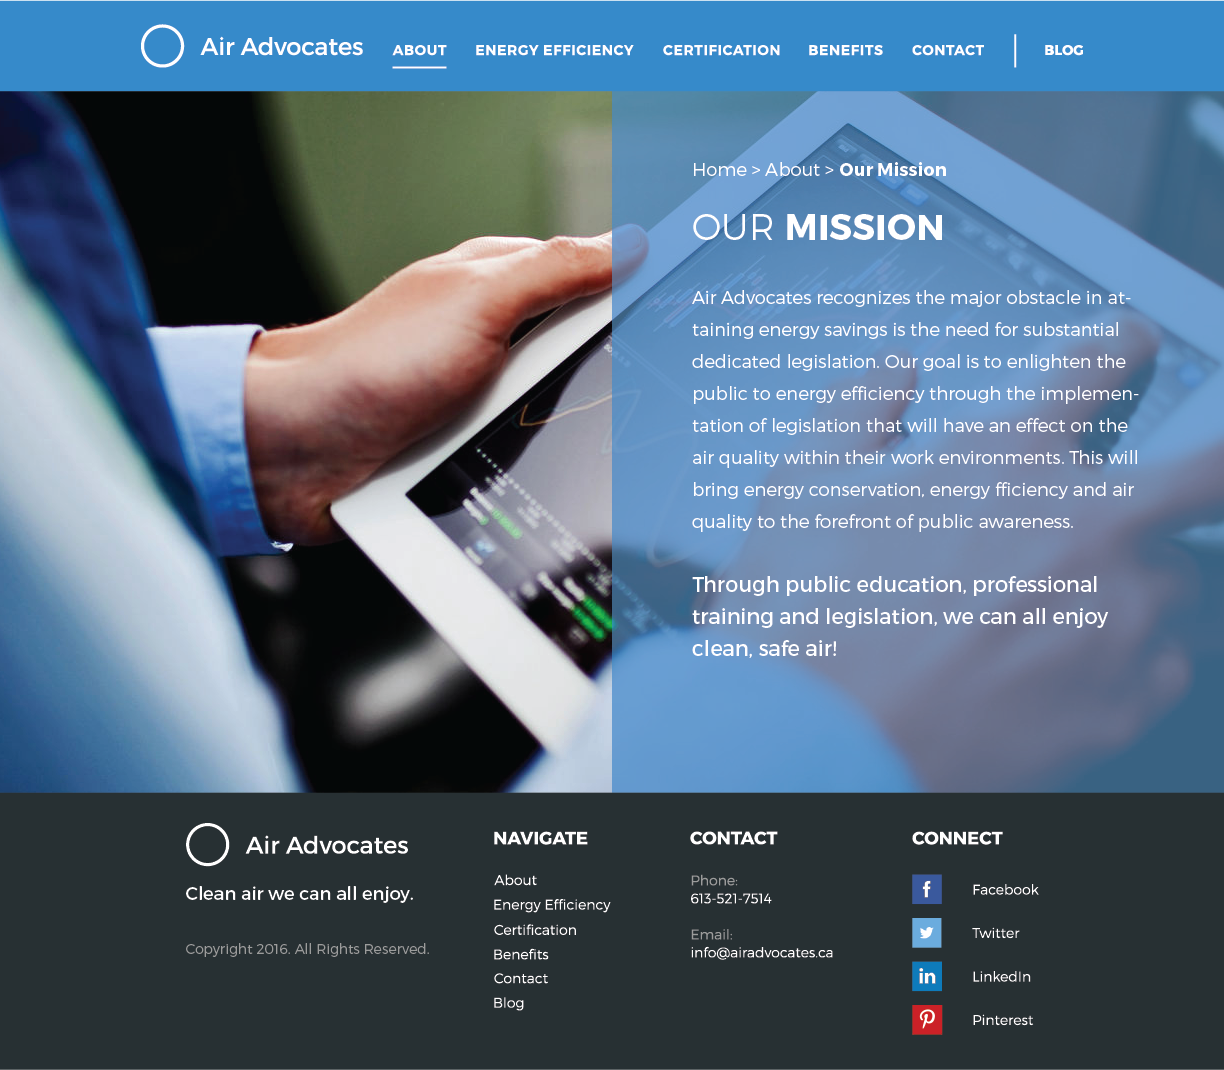 Air Advocates ABOUT ENERGY EFFICIENCY CERTIFICATION BENEFITS CONTACT BLOG
Home > About > Our Mission
OUR MISSION
Air Advocates recognizes the major obstacle in at-
taining energy savings is the need for substantial
dedicated legislation. Our goal is to enlighten the
public to energy efficiency through the implemen-
tation of legislation that will have an effect on the
air quality within their work environments. This will
bring energy conservation, energy fficiency and air
quality to the forefront of public awareness.
Through public education, professional
training and legislation, we can all enjoy
clean, safe air!
Air Advocates
Clean air we can all enjoy.
Copyright 2016. All Rights Reserved.
NAVIGATE
About
Energy Efficiency
Certification
Benefits
Contact
Blog
CONTACT
Phone:
613-521-7514
Email:
info@airadvocates.ca
CONNECT
Facebook
Twitter
LinkedIn
Pinterest